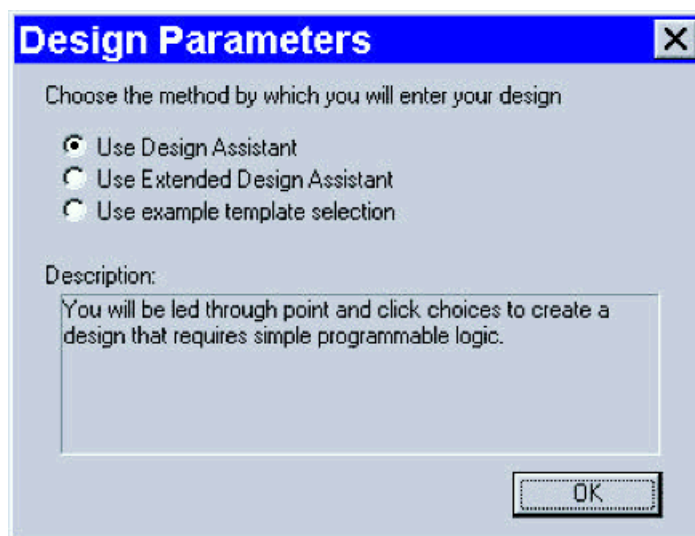 Design Parameters
Choose the method by which you will enter your design
Use Design Assistant
Use Extended Design Assistant
Use example template selection
Description:
You will be led through point and click choices to create a
design that requires simple programmable logic.
OK